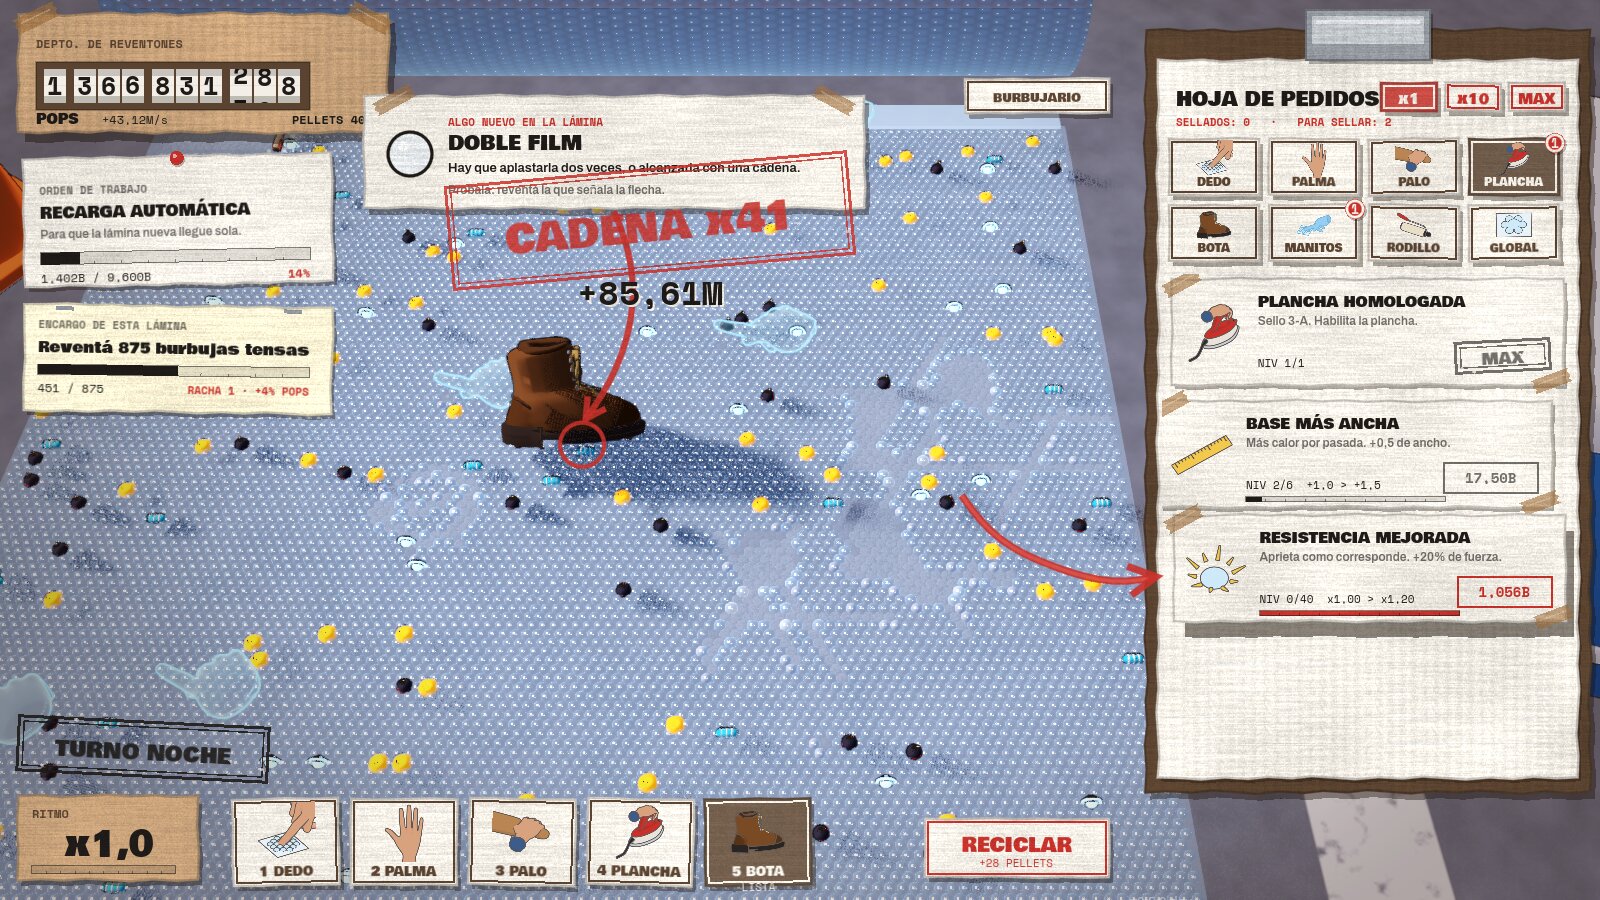 DEPTO. DE REVENTONES
1 366 831 288
POPS +43,12M/s PELLETS 40
ORDEN DE TRABAJO
RECARGA AUTOMÁTICA
Para que la lámina nueva llegue sola.
1,402B / 9,600B 14%
ENCARGO DE ESTA LÁMINA
Reventá 875 burbujas tensas
451 / 875 RACHA 1 · +4% POPS
ALGO NUEVO EN LA LÁMINA
DOBLE FILM
Hay que aplastarla dos veces, o alcanzarla con una cadena.
Probala: reventá la que señala la flecha.
CADENA x41
+85,61M
BURBUJARIO
HOJA DE PEDIDOS x1 x10 MAX
SELLADOS: 0 · PARA SELLAR: 2
DEDO
PALMA
PALO
PLANCHA
1
BOTA
MANITOS
1
RODILLO
GLOBAL
PLANCHA HOMOLOGADA
Sello 3-A. Habilita la plancha.
NIV 1/1
MAX
BASE MÁS ANCHA
Más calor por pasada. +0,5 de ancho.
NIV 2/6 +1,0 > +1,5
17,50B
RESISTENCIA MEJORADA
Aprieta como corresponde. +20% de fuerza.
NIV 0/40 x1,00 > x1,20
1,056B
TURNO NOCHE
RITMO
x1,0
1 DEDO
2 PALMA
3 PALO
4 PLANCHA
5 BOTA
LISTA
RECICLAR
+28 PELLETS